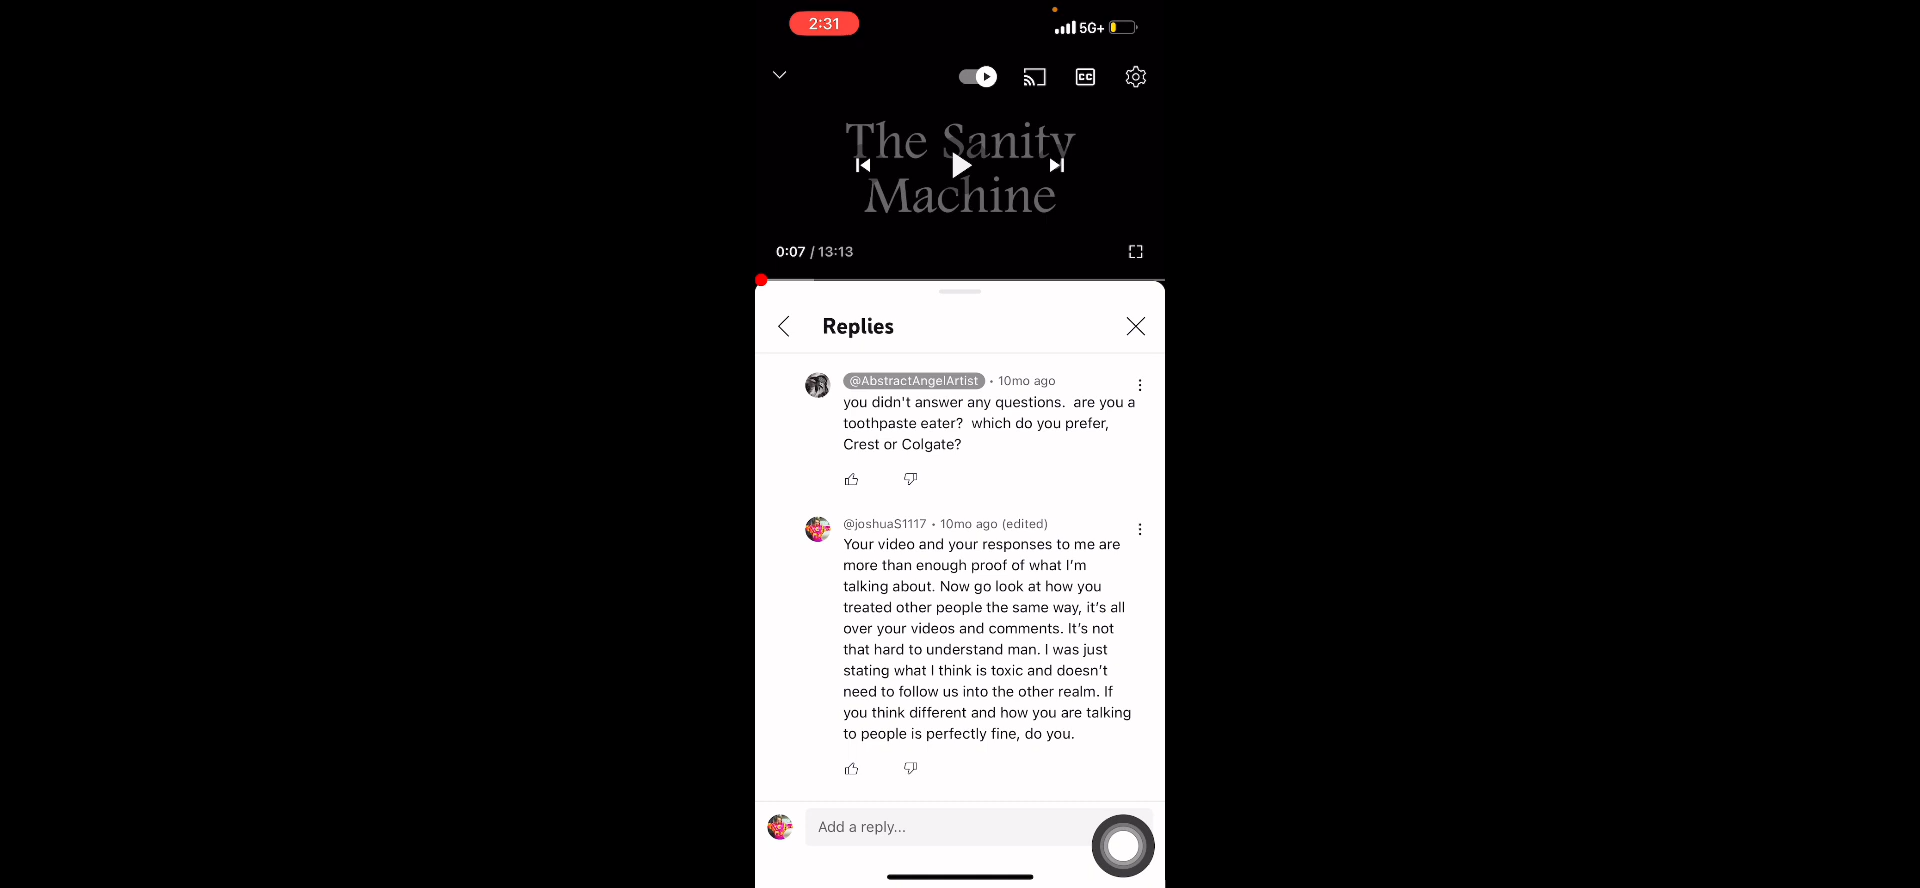 2:31
5G+
CC
The Sanity
Machine
0:07 / 13:13
Replies
@AbstractAngelArtist • 10mo ago
you didn't answer any questions.  are you a
toothpaste eater?  which do you prefer,
Crest or Colgate?
@joshuaS1117 • 10mo ago (edited)
Your video and your responses to me are
more than enough proof of what I'm
talking about. Now go look at how you
treated other people the same way, it's all
over your videos and comments. It's not
that hard to understand man. I was just
stating what I think is toxic and doesn't
need to follow us into the other realm. If
you think different and how you are talking
to people is perfectly fine, do you.
Add a reply...